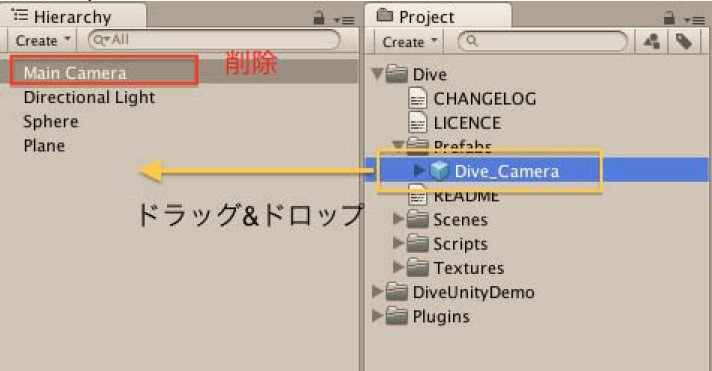 Hierarchy
Create
All
Main Camera
削除
Directional Light
Sphere
Plane
ドラッグ&ドロップ
Project
Create
Dive
CHANGELOG
LICENCE
Prefabs
Dive_Camera
README
Scenes
Scripts
Textures
DiveUnityDemo
Plugins